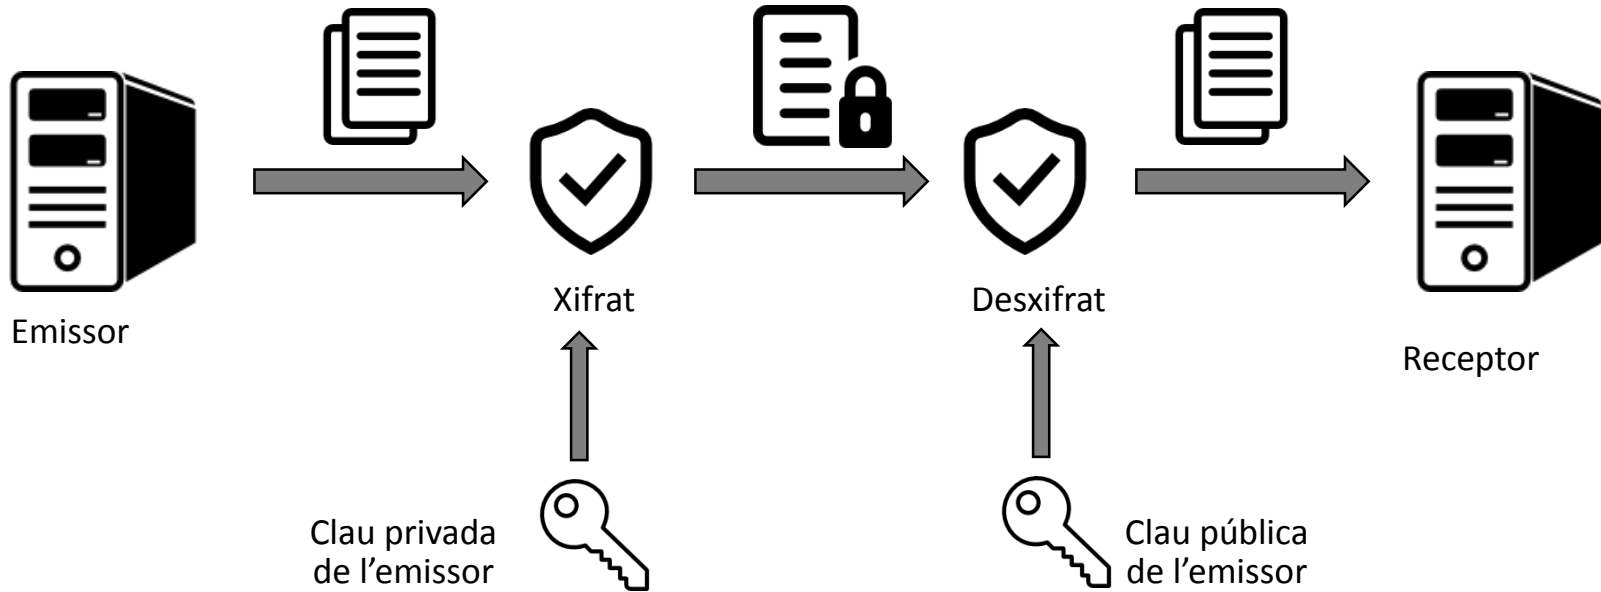 Emissor
Xifrat
Desxifrat
Receptor
Clau privada
de l’emissor
Clau pública
de l’emissor